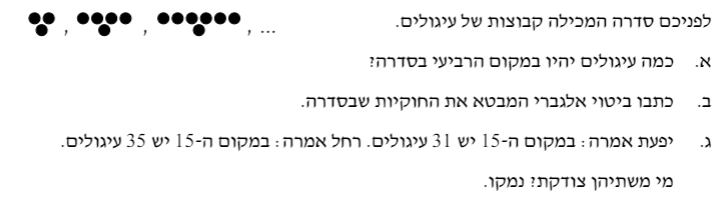 לפניכם סדרה המכילה קבוצות של עיגולים. , , , ...
א. כמה עיגולים יהיו במקום הרביעי בסדרה?
ב. כתבו ביטוי אלגברי המבטא את החוקיות שבסדרה.
ג. יפעת אמרה: במקום ה-15 יש 31 עיגולים. רחל אמרה: במקום ה-15 יש 35 עיגולים.
מי משתיהן צודקת? נמקו.